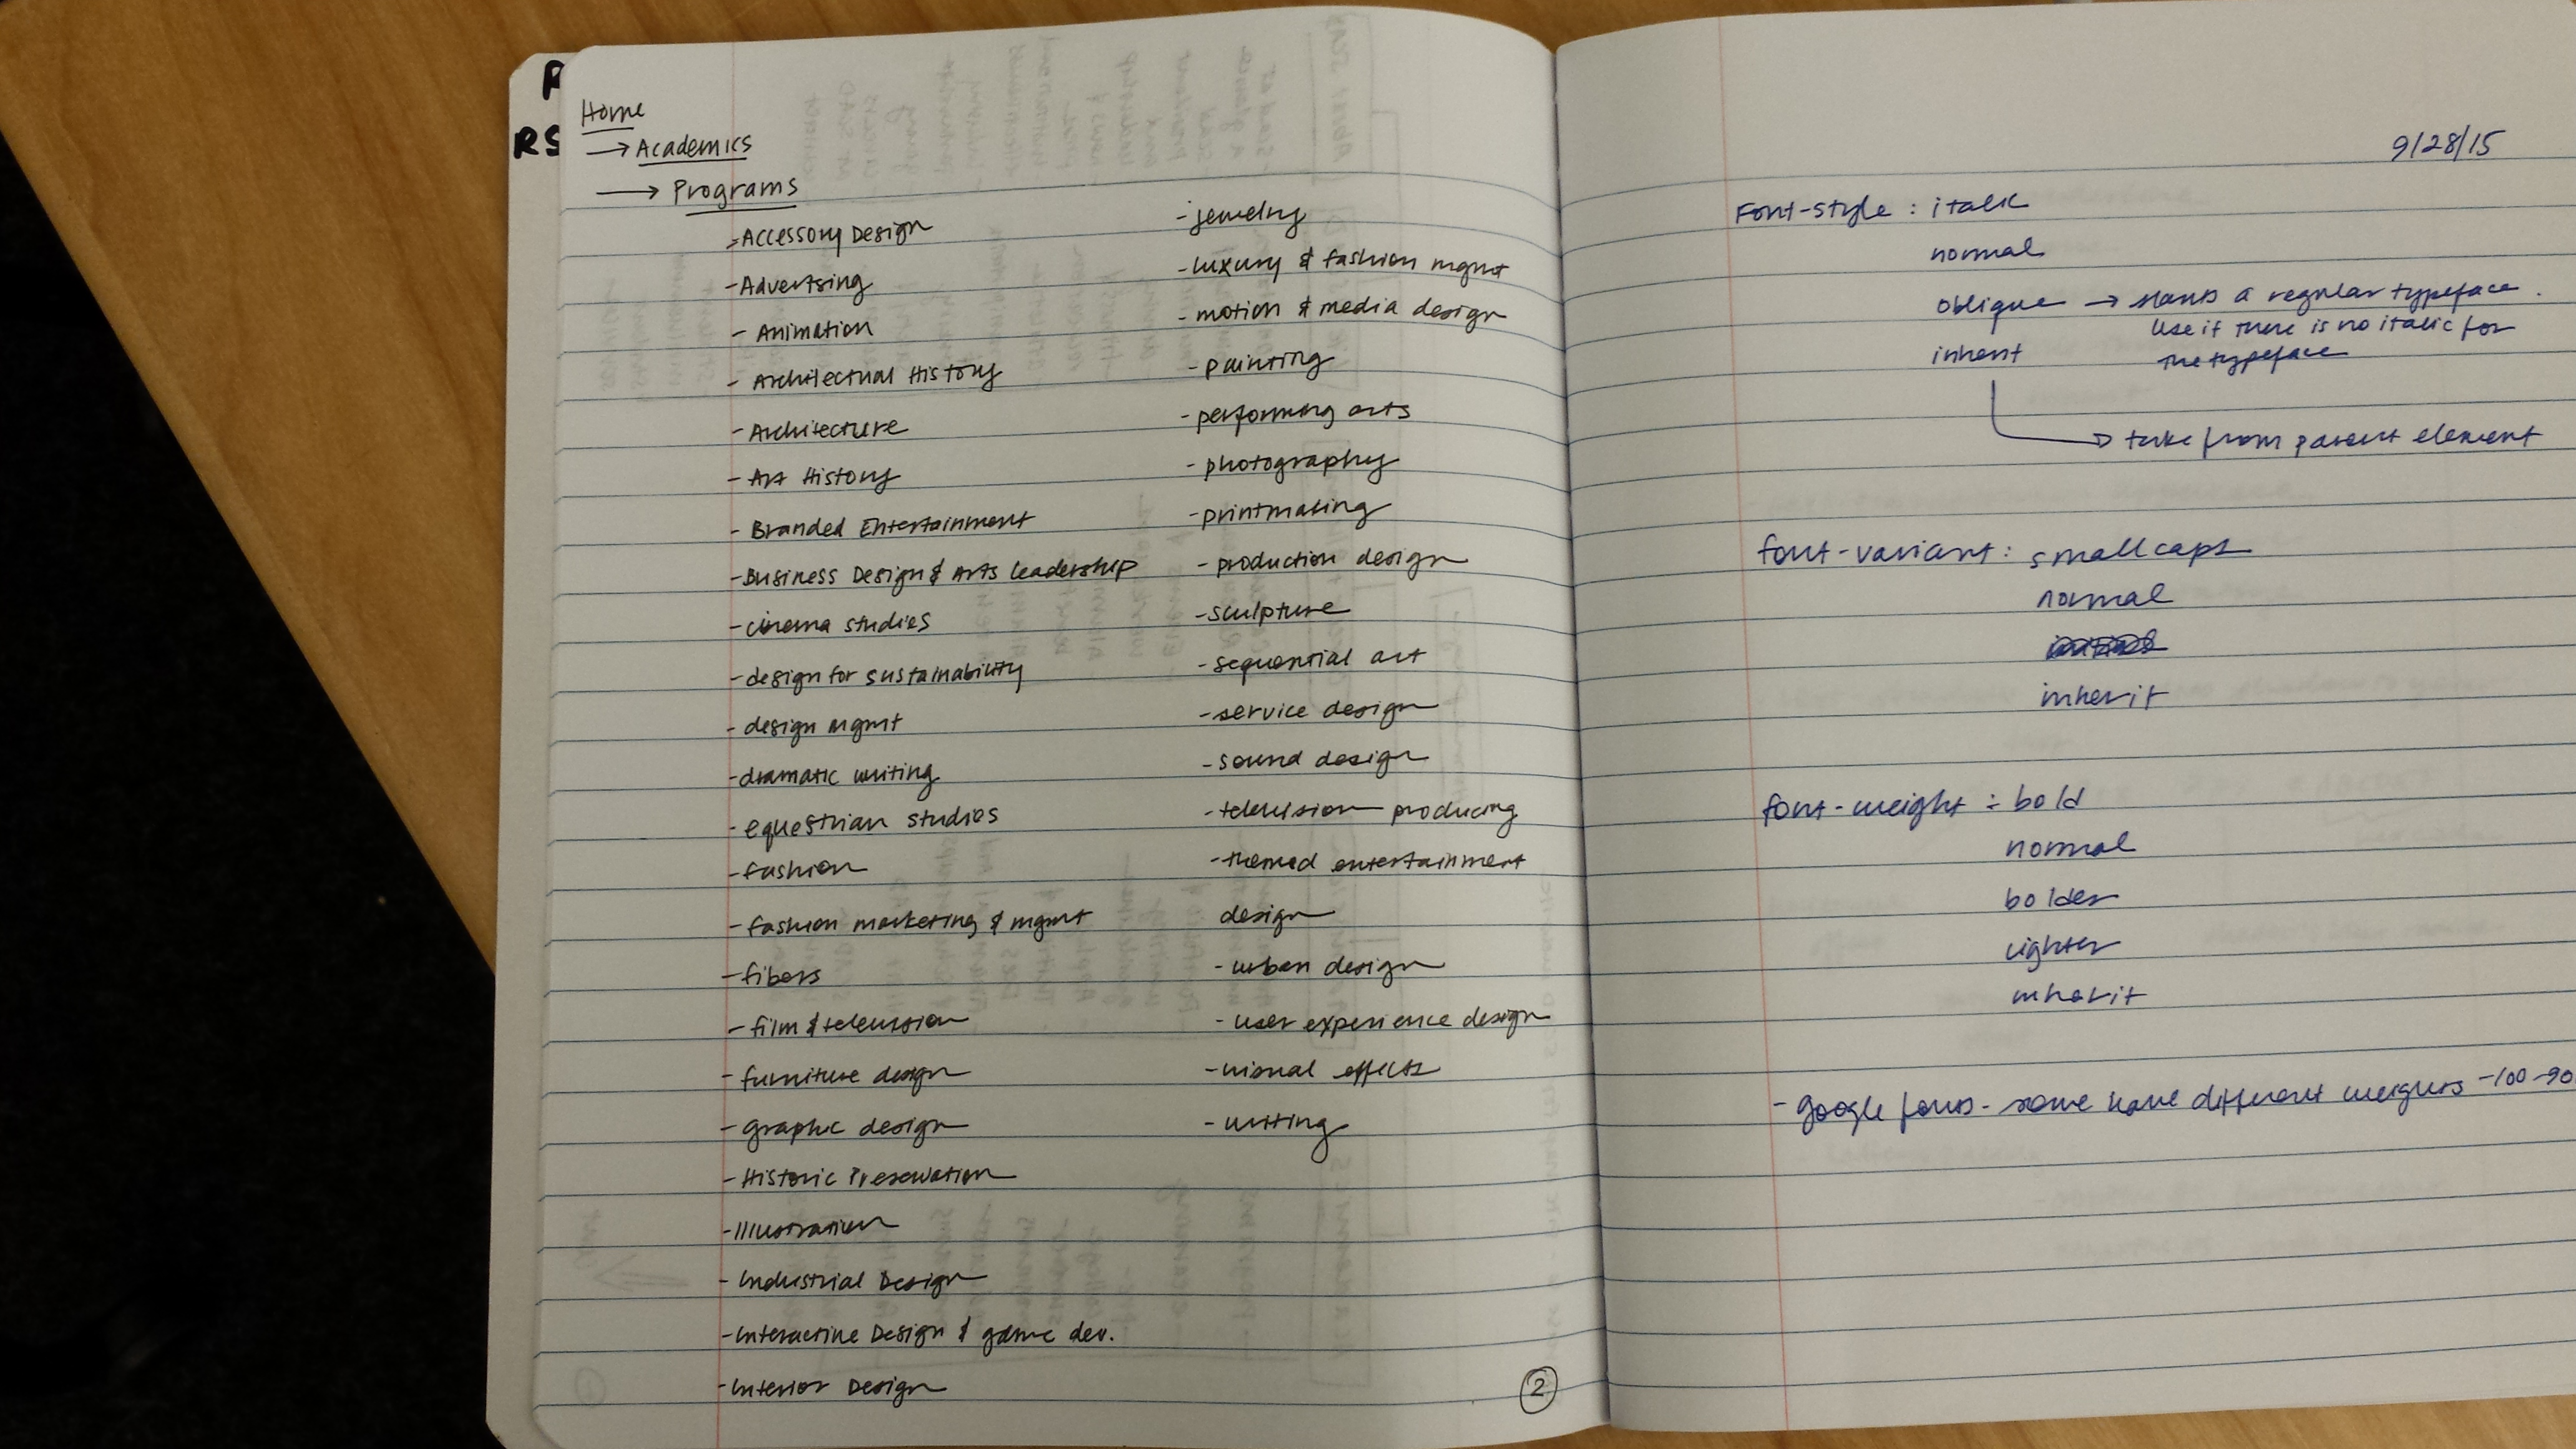 R
RS
Home
→ Academics
→ Programs
- Accessory Design
- Advertsing
- Animation
- Architectual History
- Architecture
- Art History
- Branded Entertainment
- Business Design & Arts leadership
- cinema studies
- design for sustainability
- design mgmt
- dramatic writing
- equestrian studies
- fashion
- fashion marketing & mgmt
- fibers
- film & television
- furniture design
- graphic design
- Historic Preservation
- Illustration
- Industrial Design
- Interactive Design & game dev.
- Interior Design
- jewelry
- luxury & fashion mgmt
- motion & media design
- painting
- performing arts
- photography
- printmaking
- production design
- sculpture
- sequential art
- service design
- sound design
- television producing
- themed entertainment
design
- urban design
- user experience design
- visual effects
- writing
2
9/28/15
Font-style : italic
normal
oblique → slants a regular typeface.
Use if there is no italic for
the typeface
inherit
→ take from parent element
font-variant: smallcaps
normal
inherit
font-weight : bold
normal
bolder
lighter
inherit
- google fonts - some have different weights -100-90